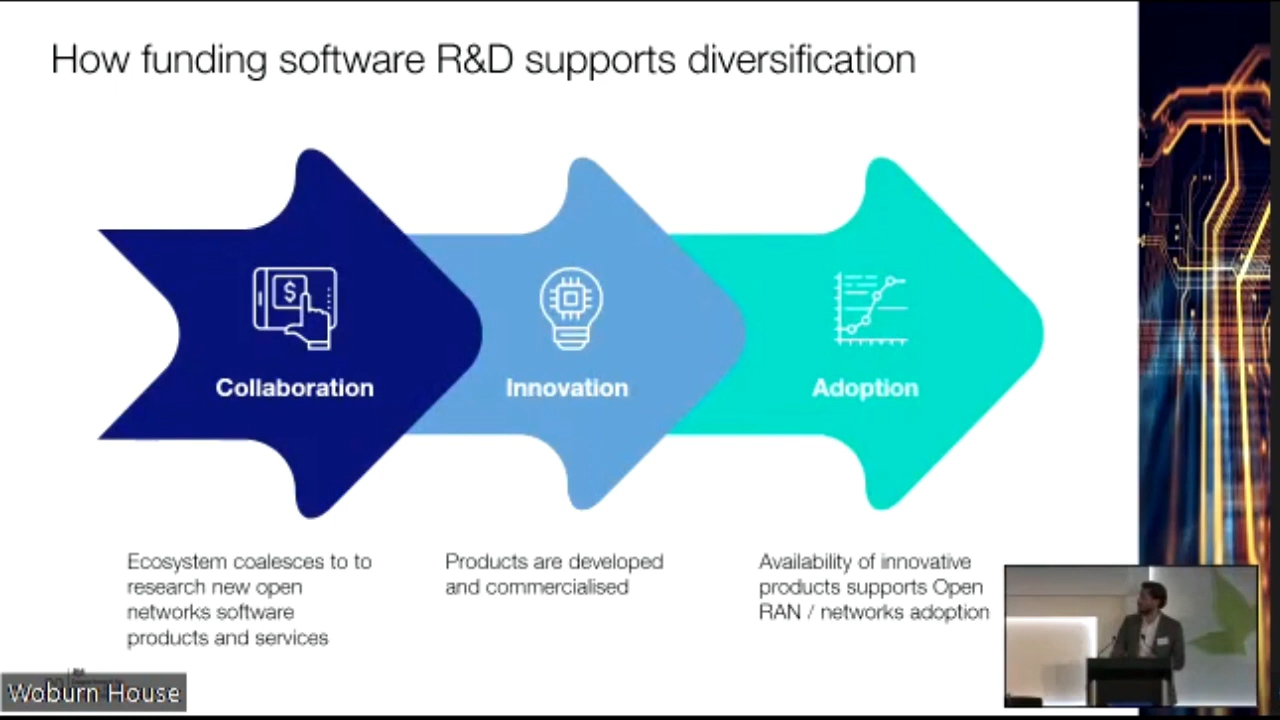 How funding software R&D supports diversification
$
Collaboration
Innovation
Adoption
Ecosystem coalesces to to
research new open
networks software
products and services
Products are developed
and commercialised
Availability of innovative
products supports Open
RAN / networks adoption
Woburn House